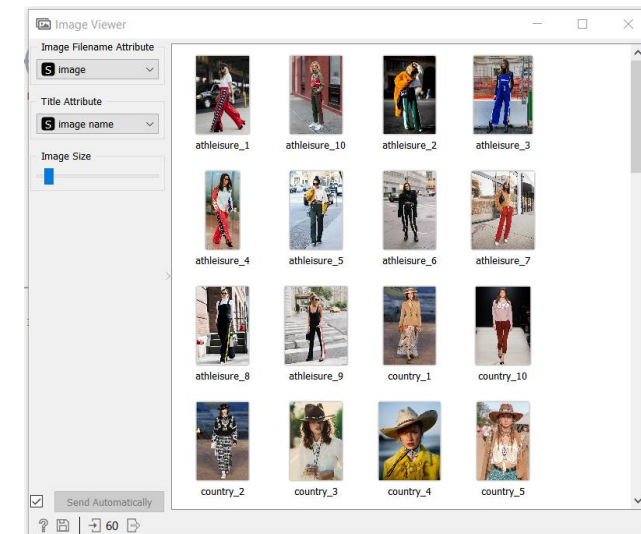 Image Viewer
Image Filename Attribute
S image
Title Attribute
S image name
Image Size
athleisure_1 athleisure_10 athleisure_2 athleisure_3
athleisure_4 athleisure_5 athleisure_6 athleisure_7
athleisure_8 athleisure_9 country_1 country_10
country_2 country_3 country_4 country_5
Send Automatically
? 60